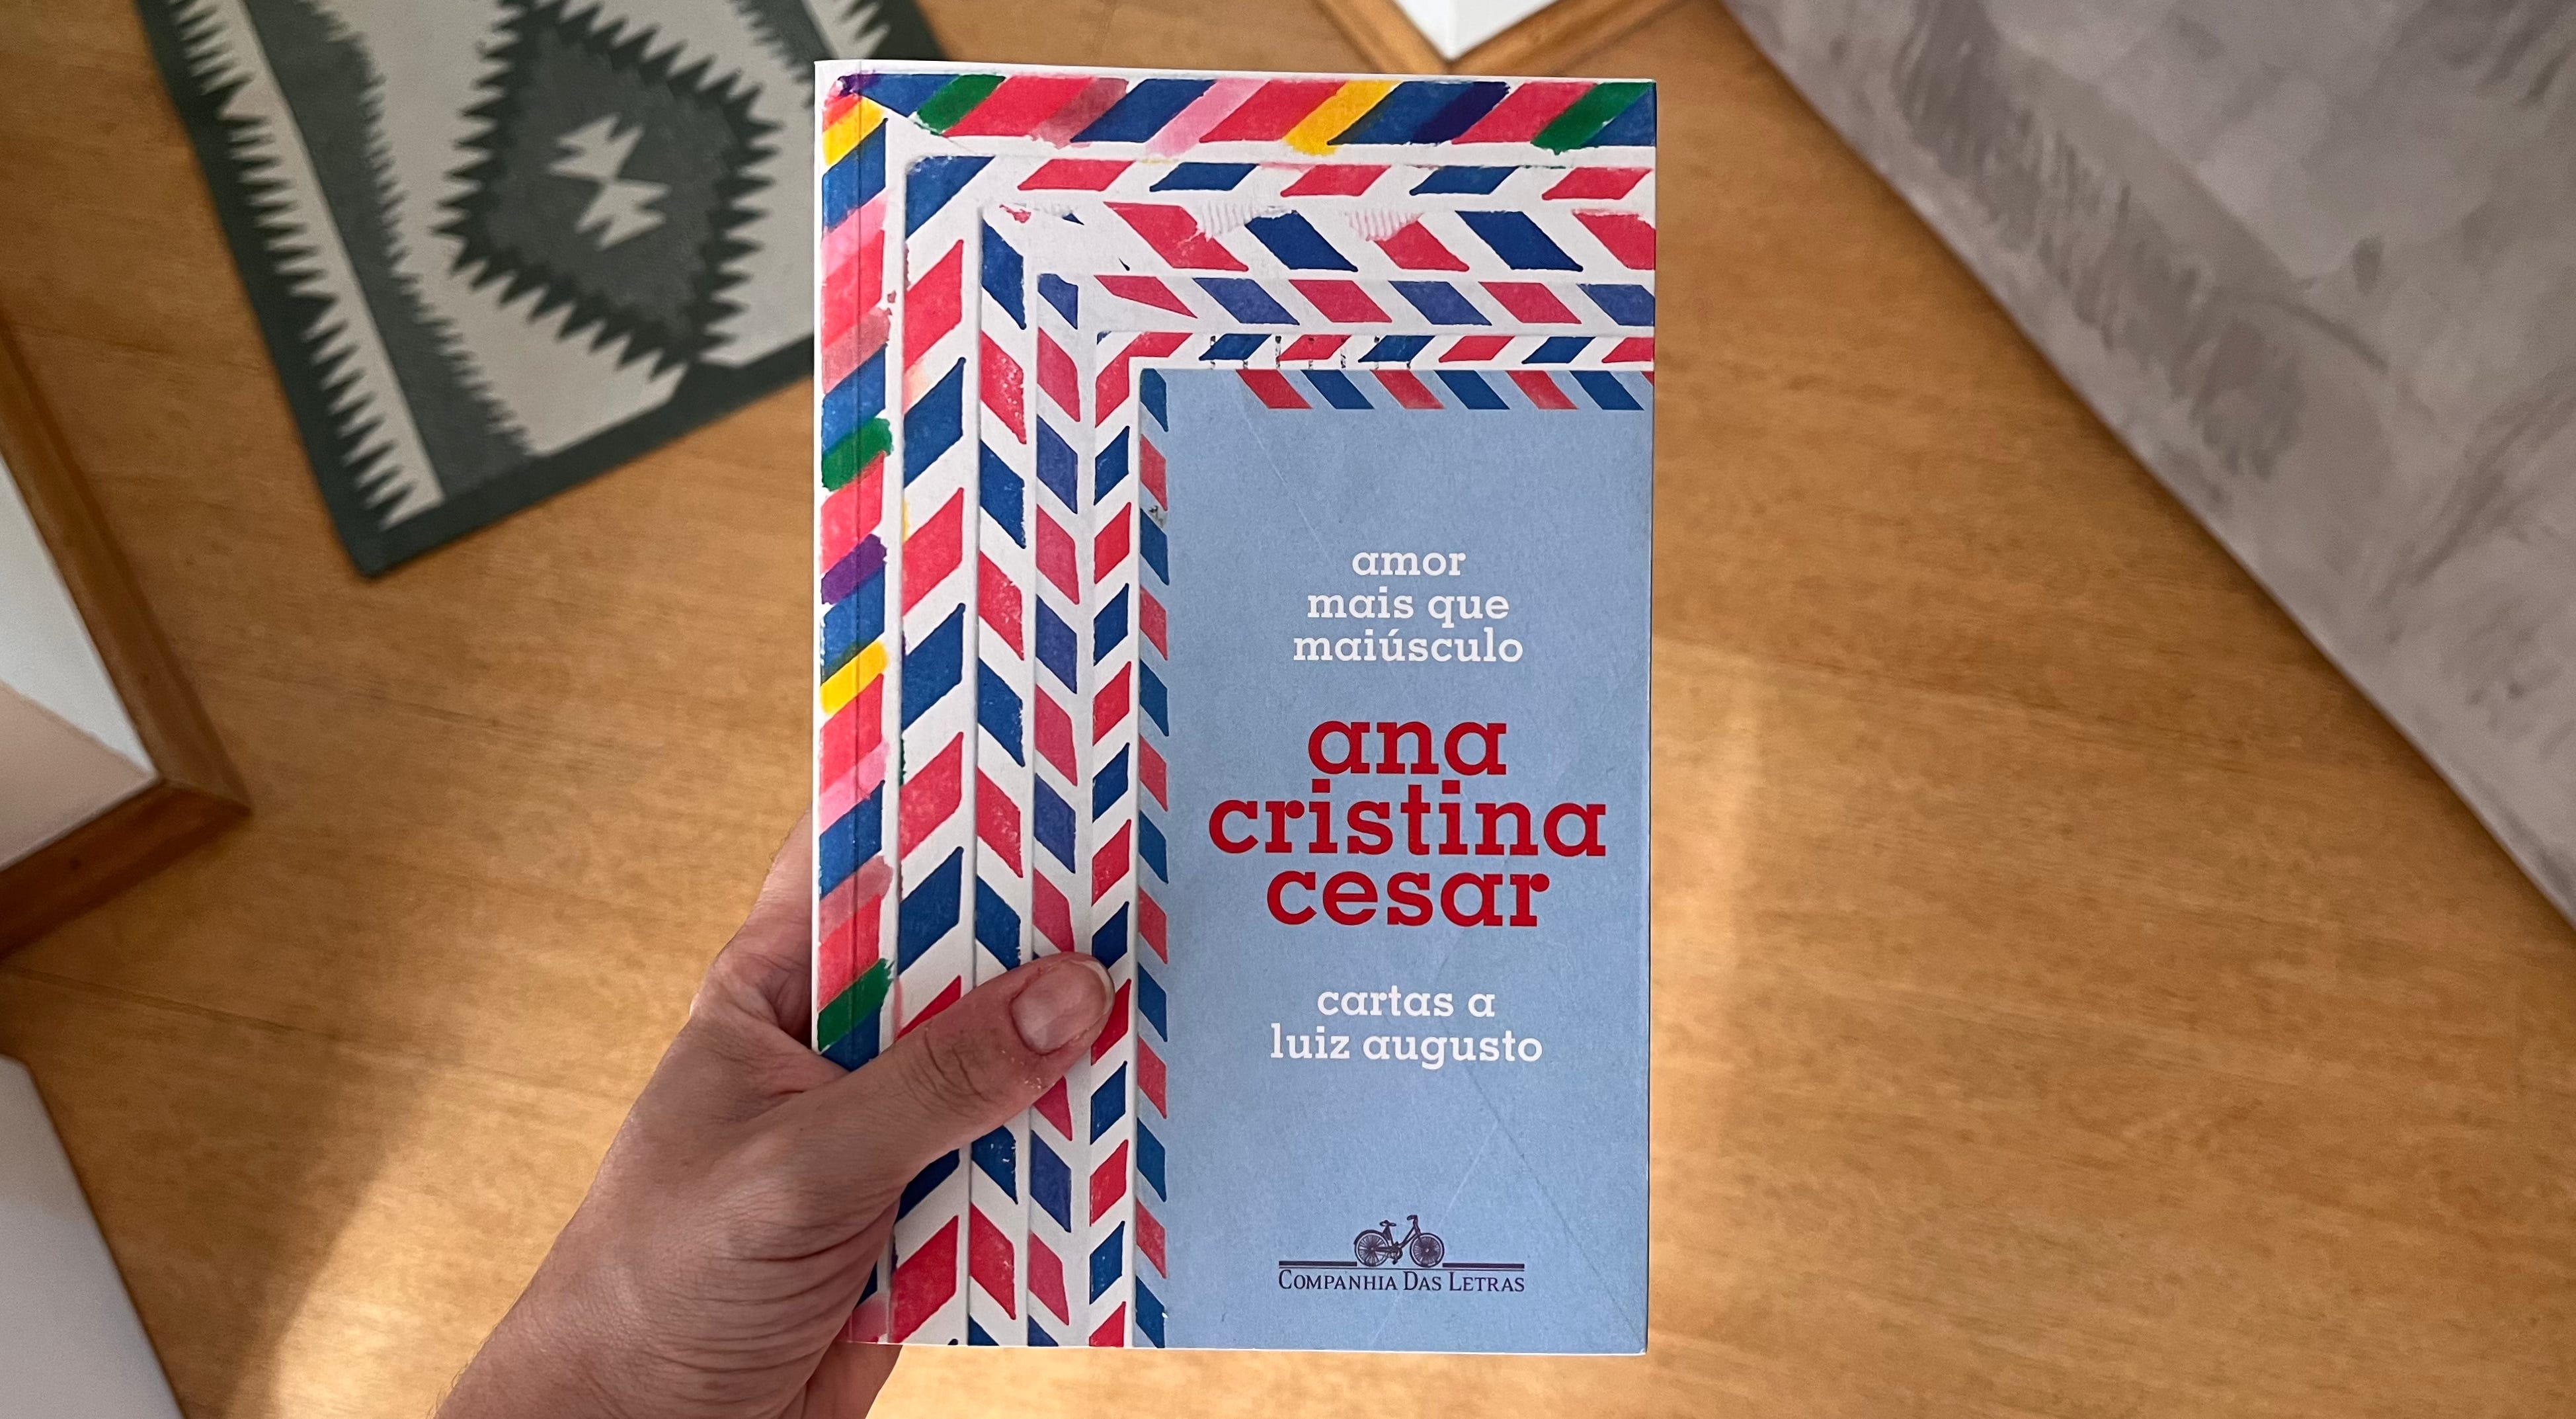 amor
mais que
maiúsculo
ana
cristina
cesar
cartas a
luiz augusto
COMPANHIA DAS LETRAS